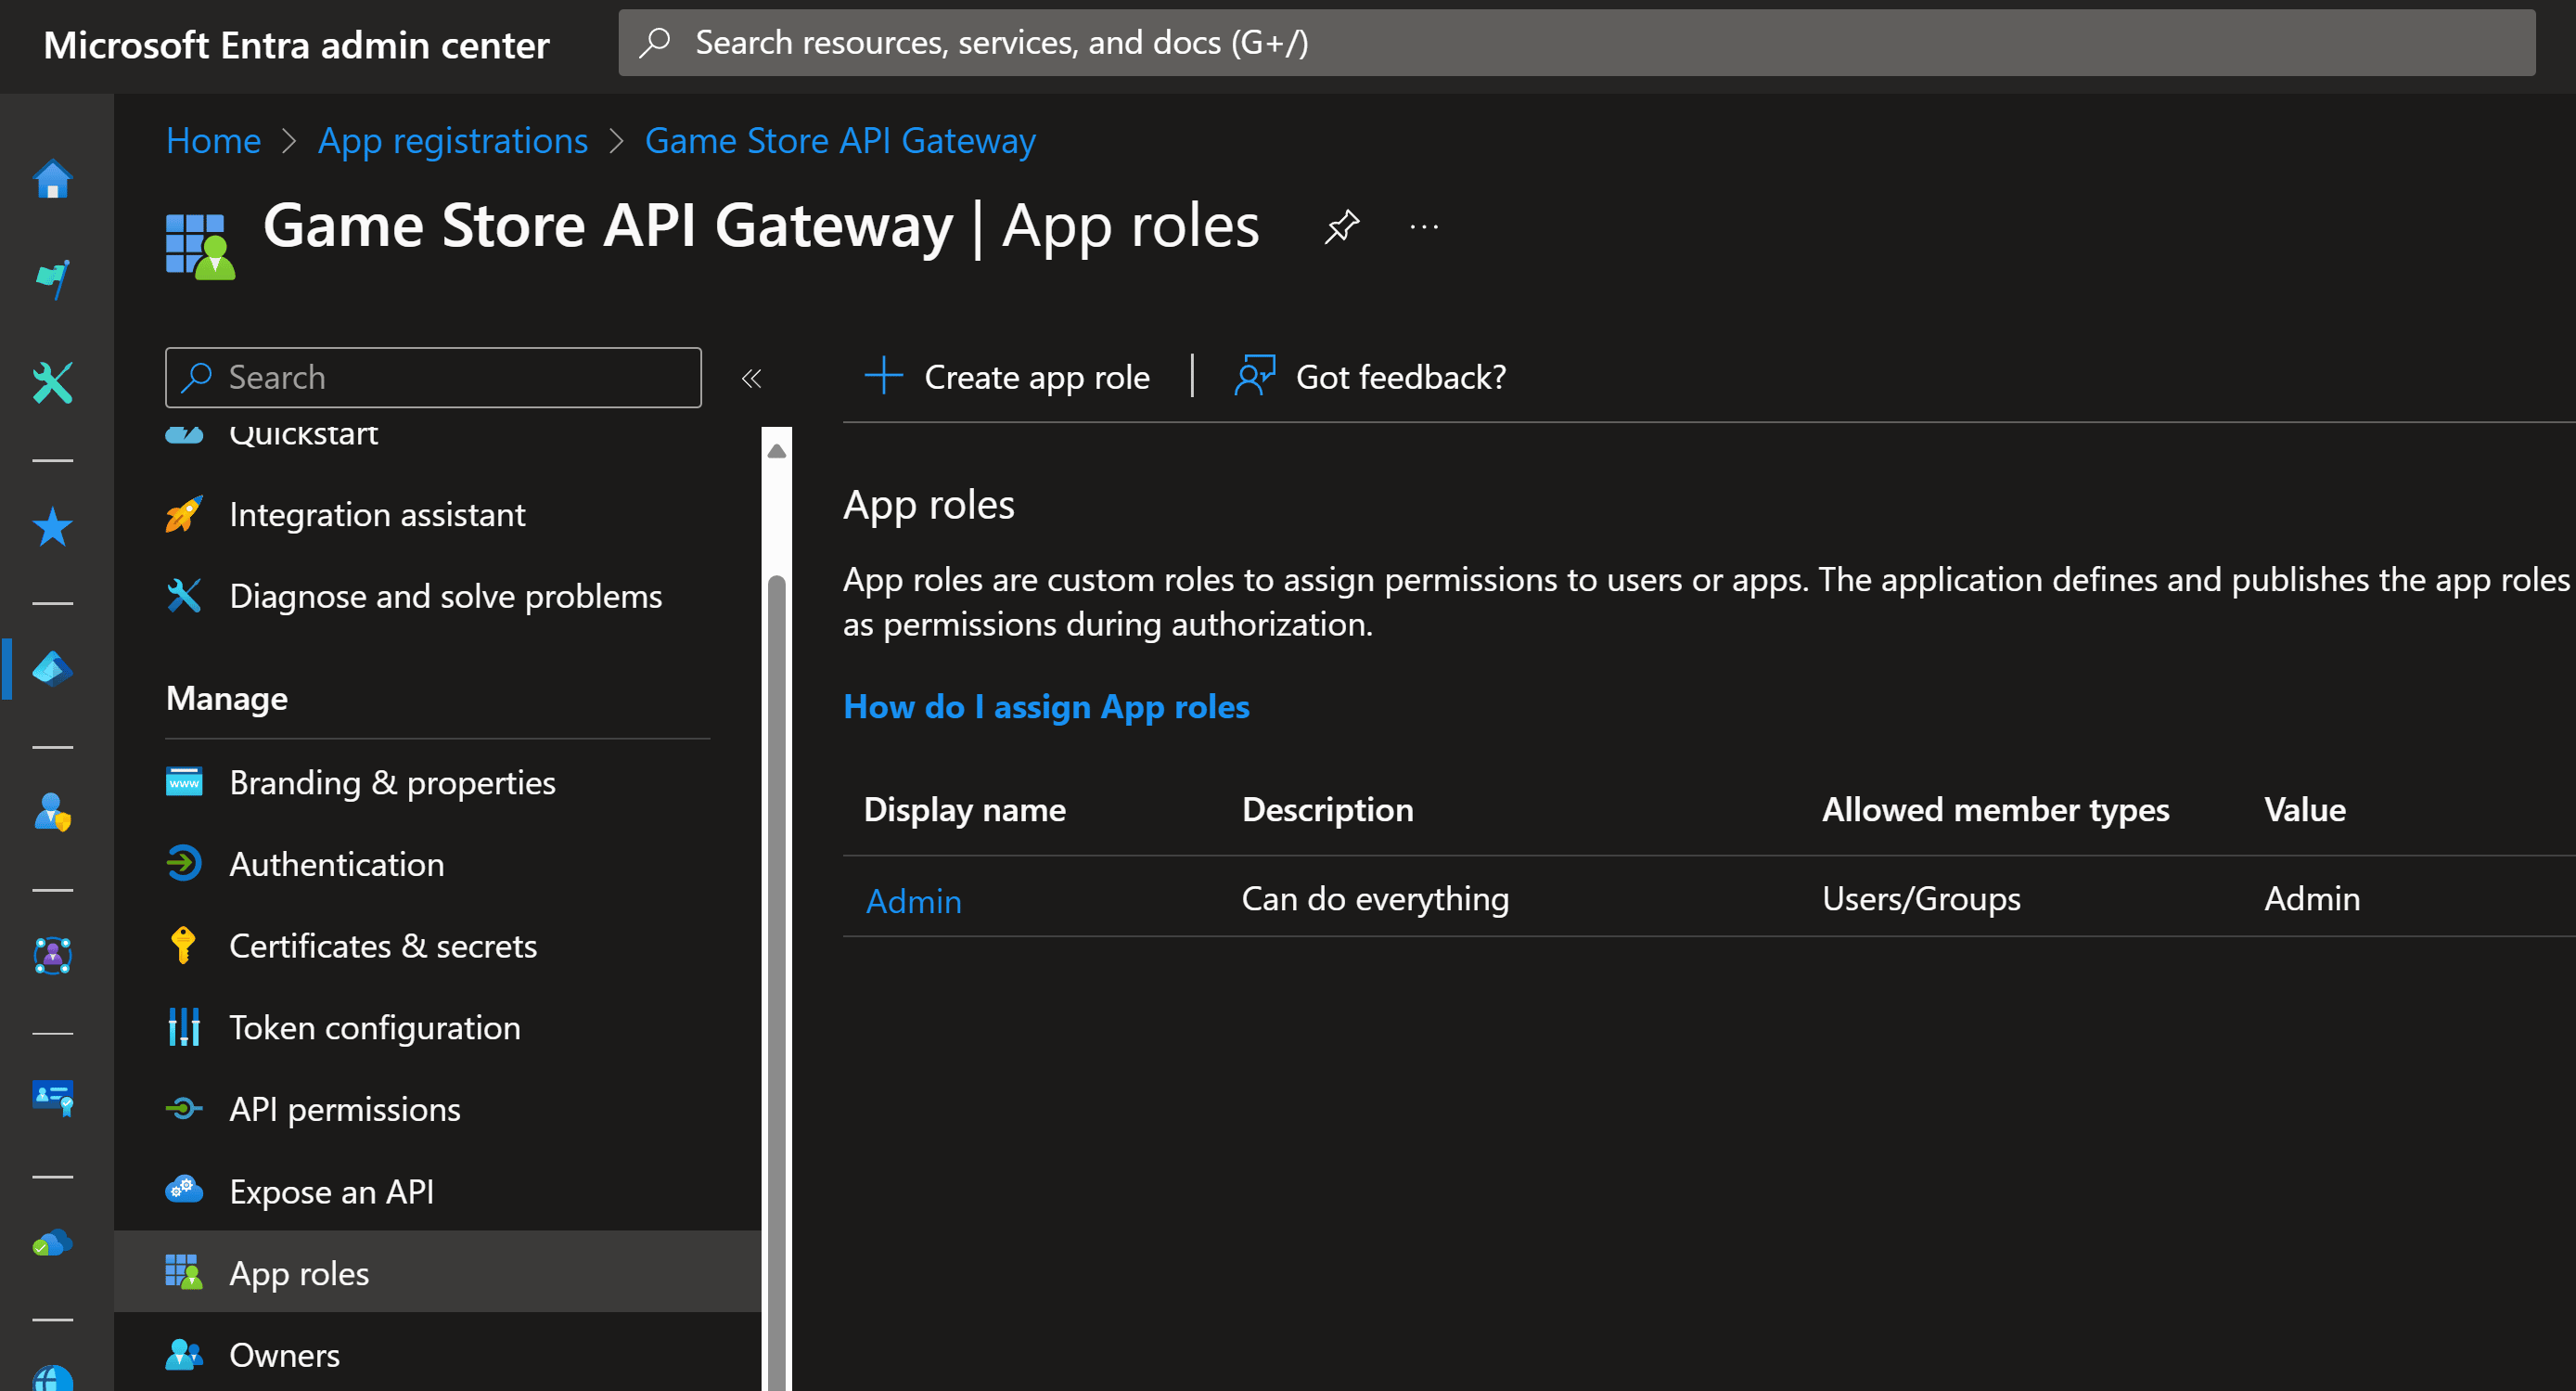 Microsoft Entra admin center
Search resources, services, and docs (G+/)
Home > App registrations > Game Store API Gateway
Game Store API Gateway | App roles
Search
Quickstart
Integration assistant
Diagnose and solve problems
Manage
Branding & properties
Authentication
Certificates & secrets
Token configuration
API permissions
Expose an API
App roles
Owners
Create app role
Got feedback?
App roles
App roles are custom roles to assign permissions to users or apps. The application defines and publishes the app roles
as permissions during authorization.
How do I assign App roles
Display name Description Allowed member types Value
Admin Can do everything Users/Groups Admin